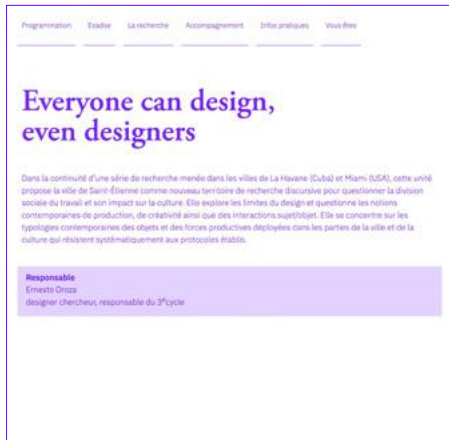 Programmation Esadse La recherche Accompagnement Infos pratiques Vous êtes
Everyone can design,
even designers
Dans la continuité d'une série de recherche menée dans les villes de La Havane (Cuba) et Miami (USA), cette unité
propose la ville de Saint-Étienne comme nouveau territoire de recherche discursive pour questionner la division
sociale du travail et son impact sur la culture. Elle explore les limites du design et questionne les notions
contemporaines de production, de créativité ainsi que des interactions sujet/objet. Elle se concentre sur les
typologies contemporaines des objets et des forces productives déployées dans les parties de la ville et de la
culture qui résistent systématiquement aux protocoles établis.
Responsable
Ernesto Oroza
designer chercheur, responsable du 3ᵉcycle